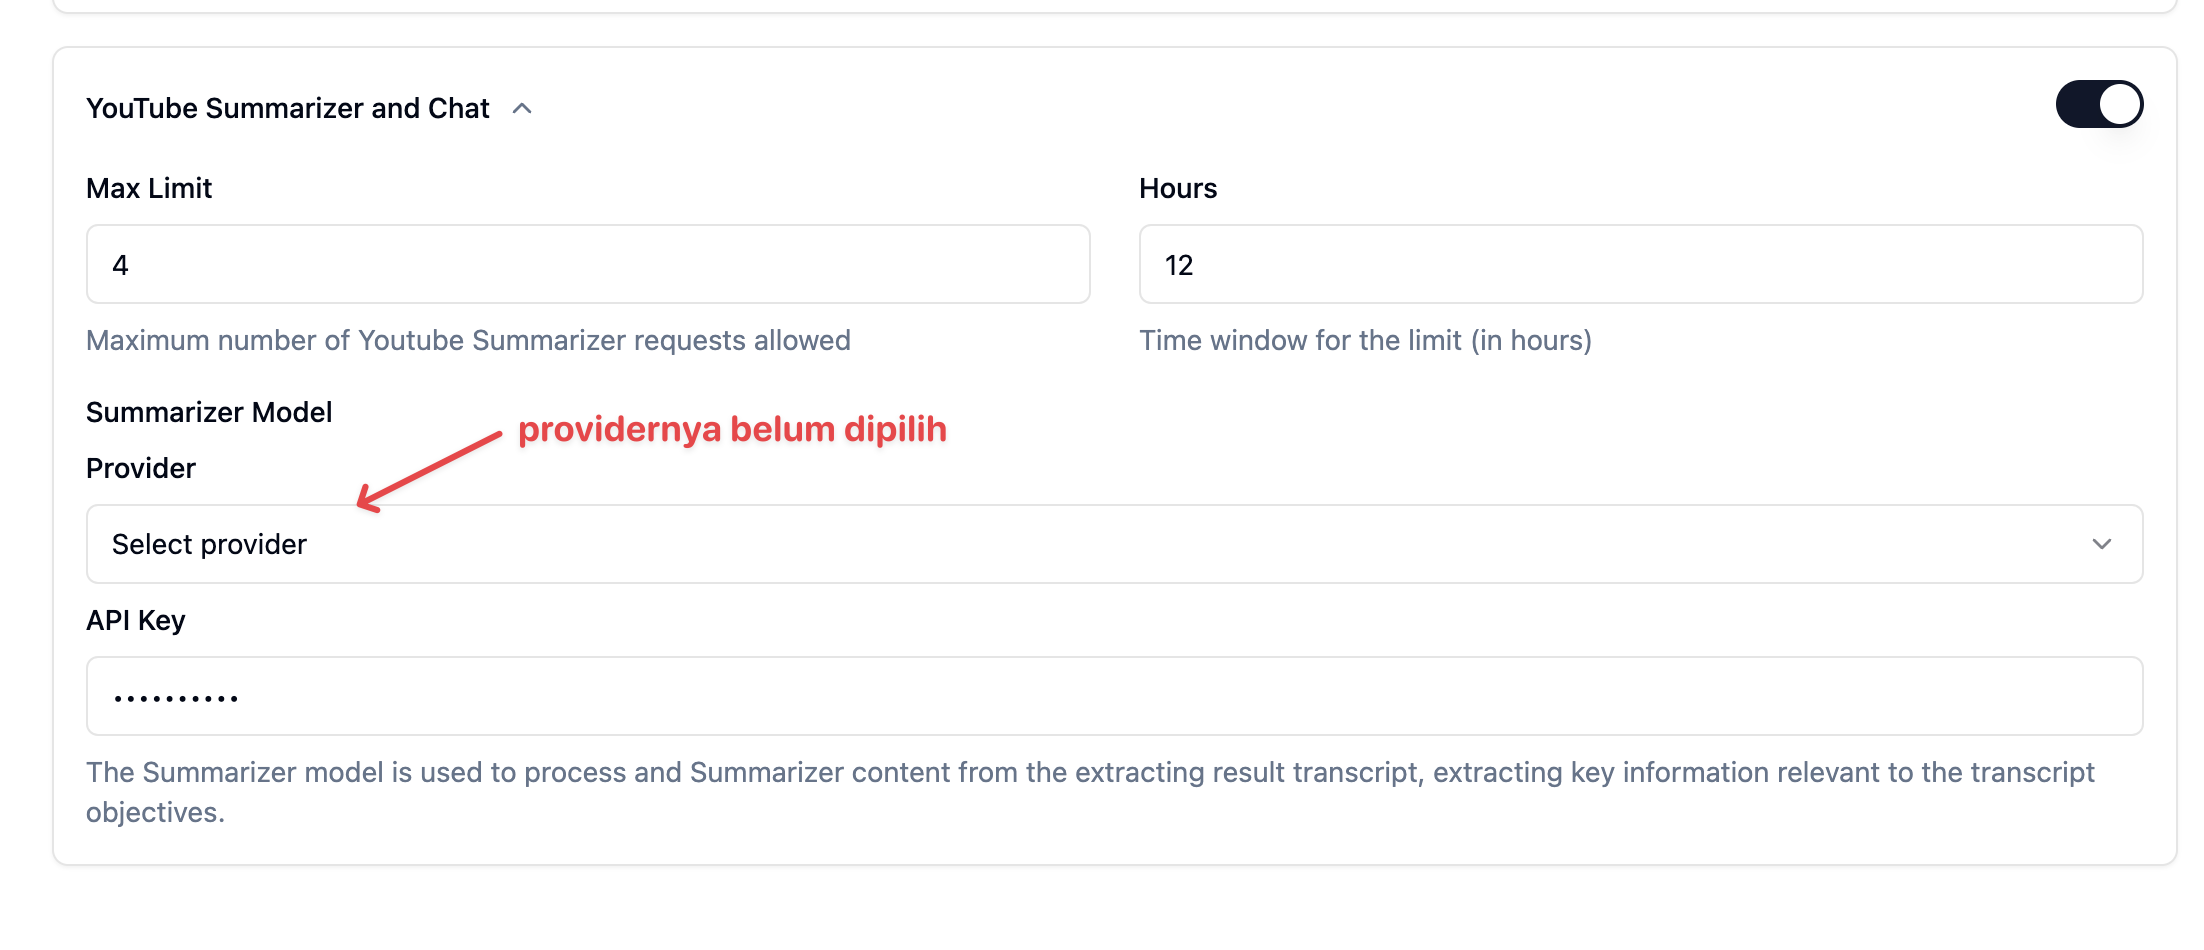 YouTube Summarizer and Chat
Max Limit
Hours
4
12
Maximum number of Youtube Summarizer requests allowed
Time window for the limit (in hours)
Summarizer Model
providernya belum dipilih
Provider
Select provider
API Key
••••••••••
The Summarizer model is used to process and Summarizer content from the extracting result transcript, extracting key information relevant to the transcript
objectives.